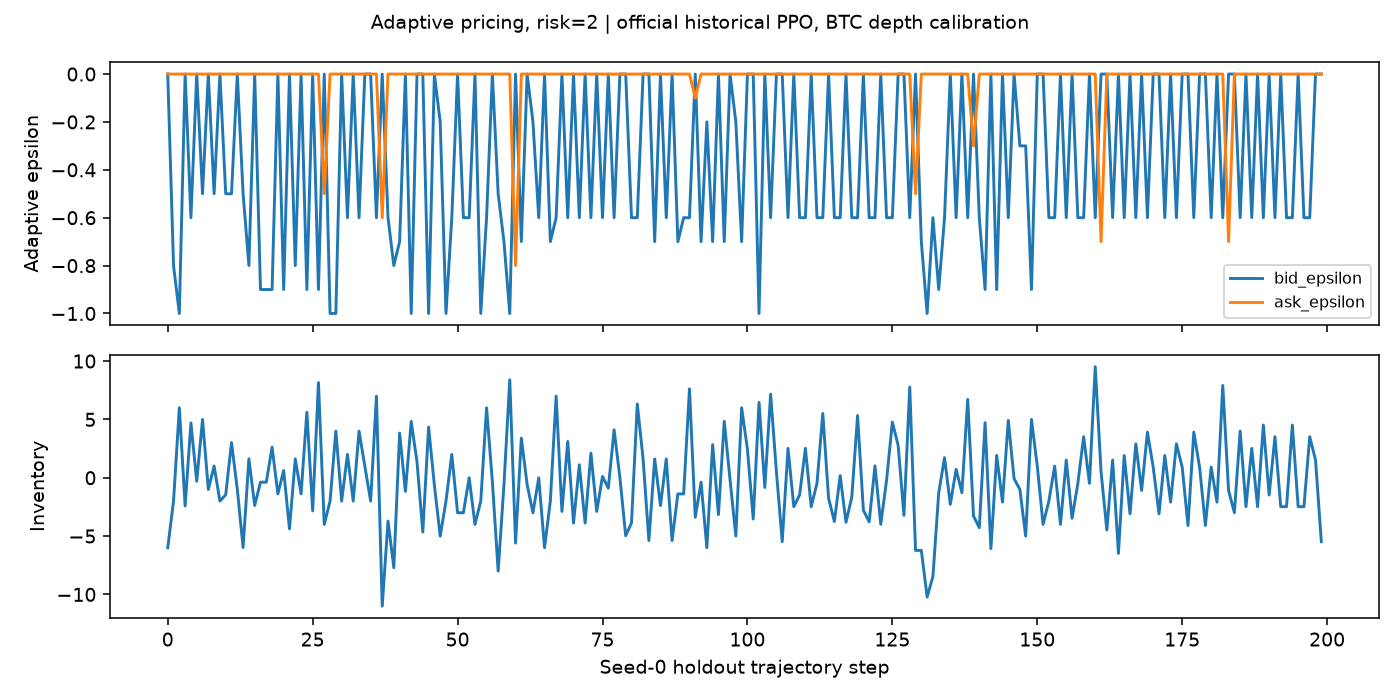 Adaptive pricing, risk=2 | official historical PPO, BTC depth calibration
Adaptive epsilon
0.0
−0.2
−0.4
−0.6
−0.8
−1.0
bid_epsilon
ask_epsilon
Inventory
10
5
0
−5
−10
0 25 50 75 100 125 150 175 200
Seed-0 holdout trajectory step